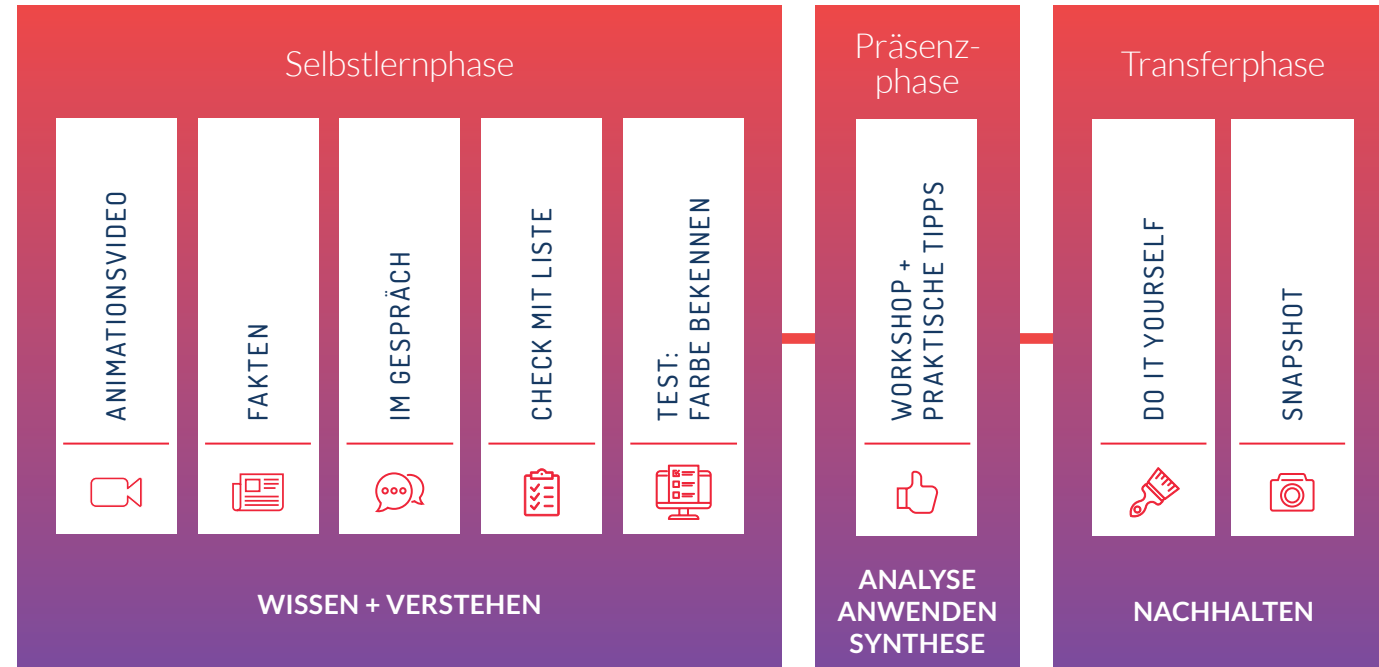 Selbstlernphase
ANIMATIONSVIDEO
FAKTEN
IM GESPRÄCH
CHECK MIT LISTE
TEST:
FARBE BEKENNEN
WISSEN + VERSTEHEN
Präsenz-
phase
WORKSHOP +
PRAKTISCHE TIPPS
ANALYSE
ANWENDEN
SYNTHESE
Transferphase
DO IT YOURSELF
SNAPSHOT
NACHHALTEN